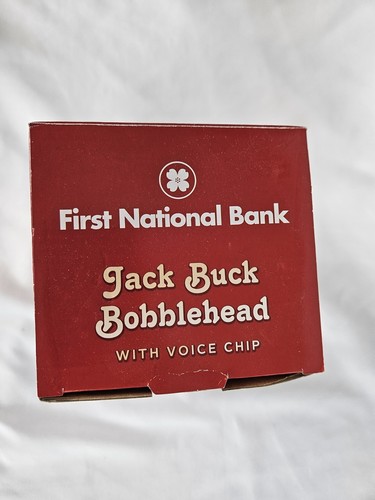 First National Bank
Jack Buck
Bobblehead
WITH VOICE CHIP